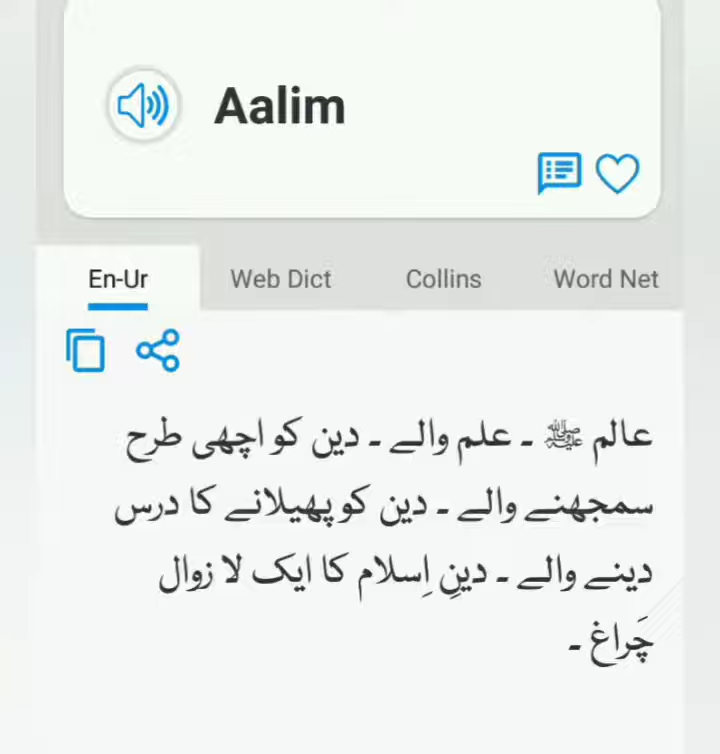 Aalim
En-Ur Web Dict Collins Word Net
عالم ﷺ ۔ علم والے ۔ دین کو اچھی طرح
سمجھنے والے ۔ دین کو پھیلانے کا درس
دینے والے ۔ دینِ اِسلام کا ایک لا زوال
چَراغ ۔